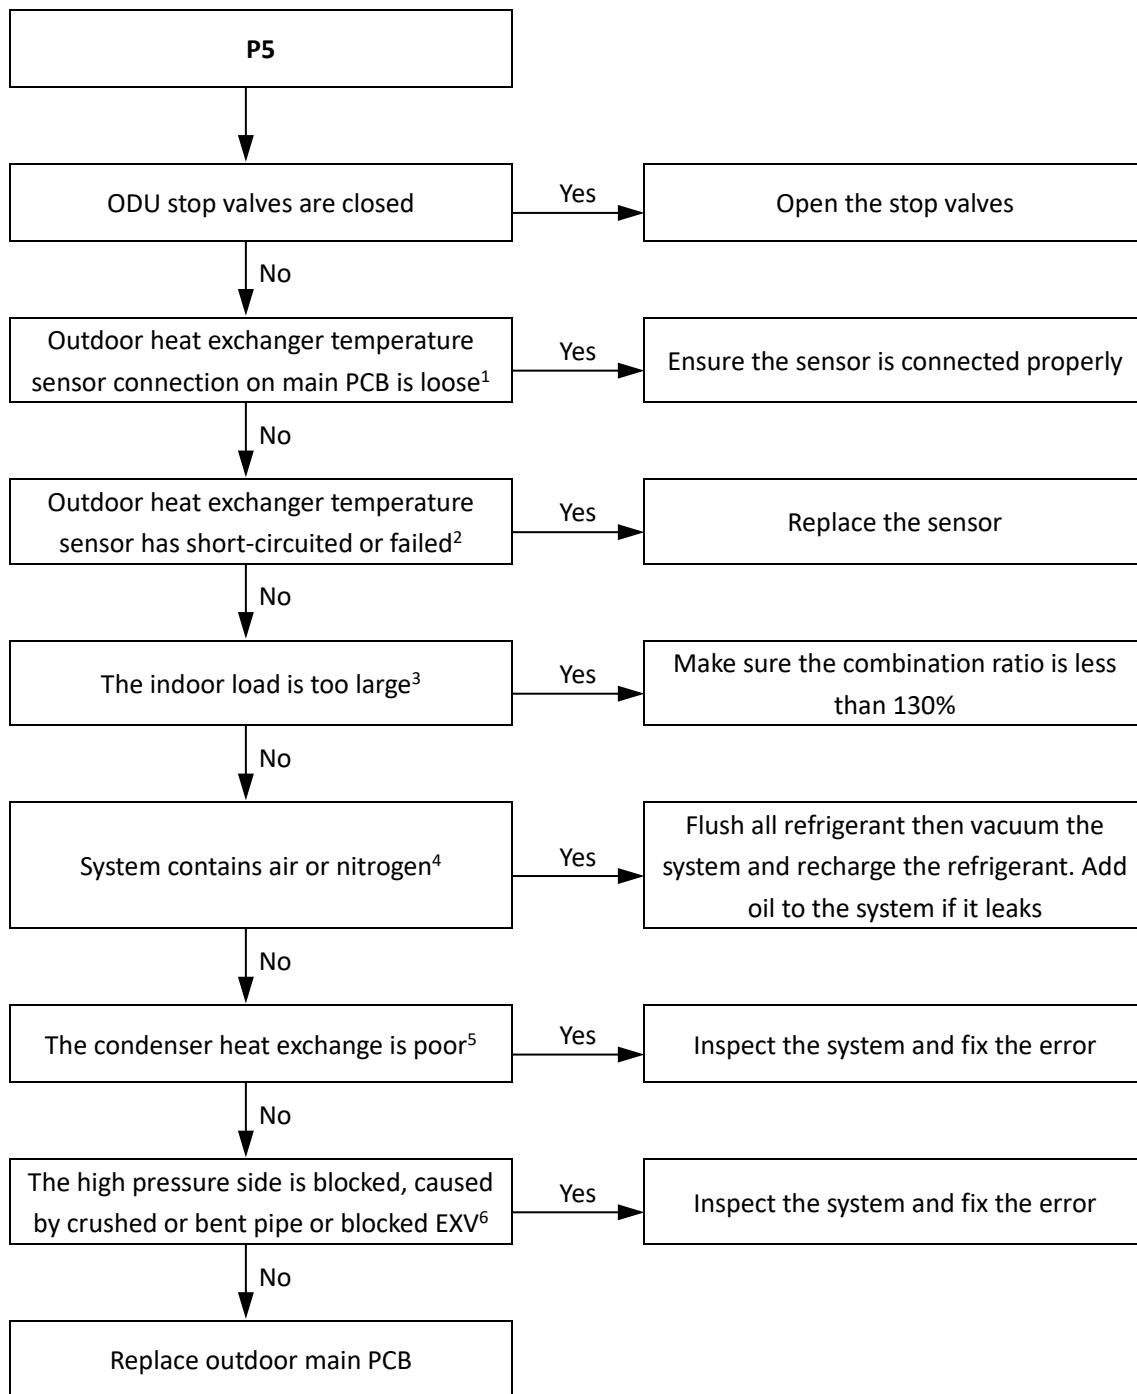 P5
ODU stop valves are closed
Yes
Open the stop valves
No
Outdoor heat exchanger temperature
sensor connection on main PCB is loose1
Yes
Ensure the sensor is connected properly
No
Outdoor heat exchanger temperature
sensor has short-circuited or failed2
Yes
Replace the sensor
No
The indoor load is too large3
Yes
Make sure the combination ratio is less
than 130%
No
System contains air or nitrogen4
Yes
Flush all refrigerant then vacuum the
system and recharge the refrigerant. Add
oil to the system if it leaks
No
The condenser heat exchange is poor5
Yes
Inspect the system and fix the error
No
The high pressure side is blocked, caused
by crushed or bent pipe or blocked EXV6
Yes
Inspect the system and fix the error
No
Replace outdoor main PCB